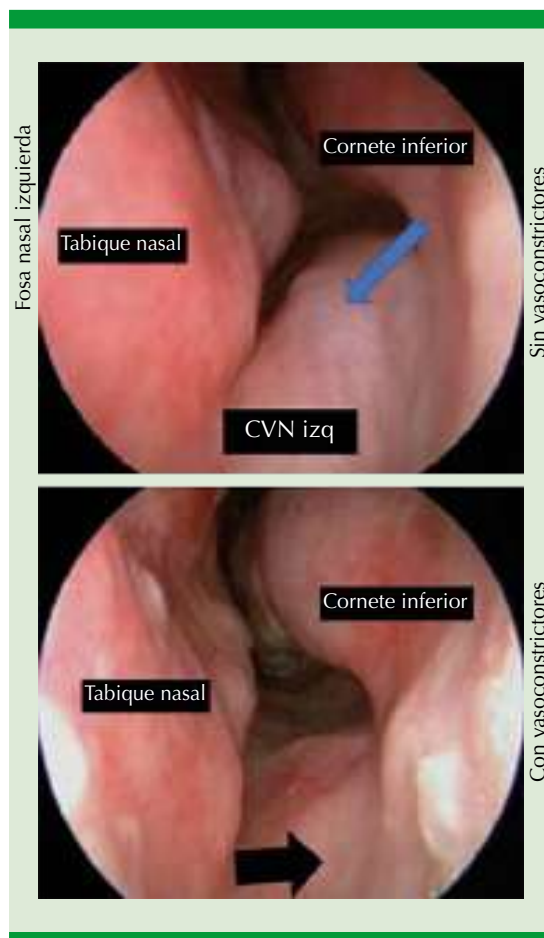 Fosa nasal izquierda
Cornete inferior
Tabique nasal
CVN izq
Sin vasoconstrictores
Cornete inferior
Tabique nasal
Con vasoconstrictores